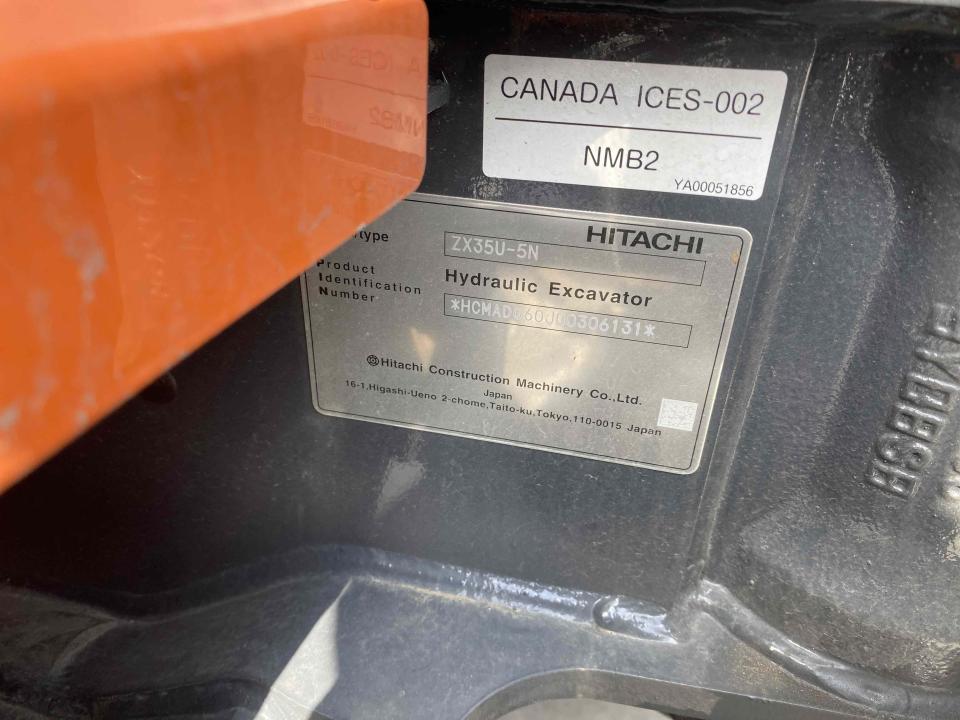 CANADA ICES-002
NMB2
YA00051856
HITACHI
ZX35U-5N
Product
Identification
Number
Hydraulic Excavator
Hitachi Construction Machinery Co.,Ltd.
Japan
16-1,Higashi-Ueno 2-chome,Taito-ku,Tokyo,110-0015 Japan